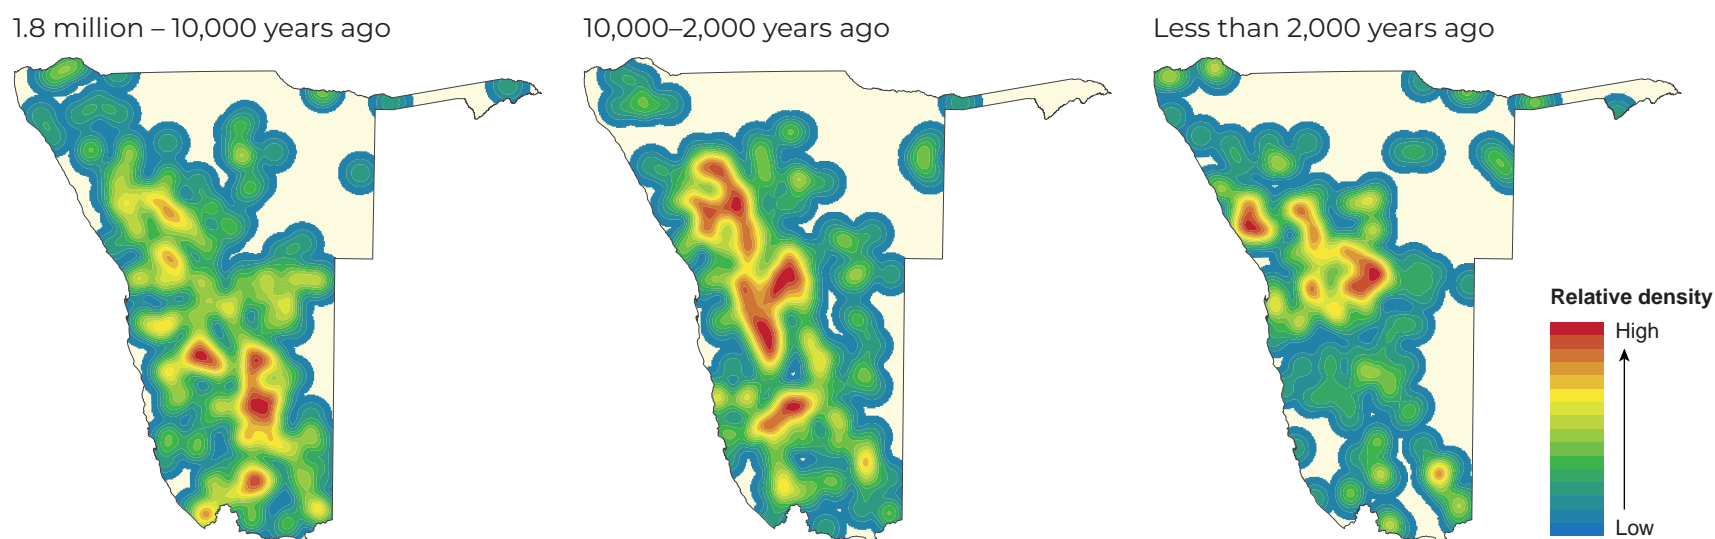 1.8 million – 10,000 years ago
10,000–2,000 years ago
Less than 2,000 years ago
Relative density
High
Low